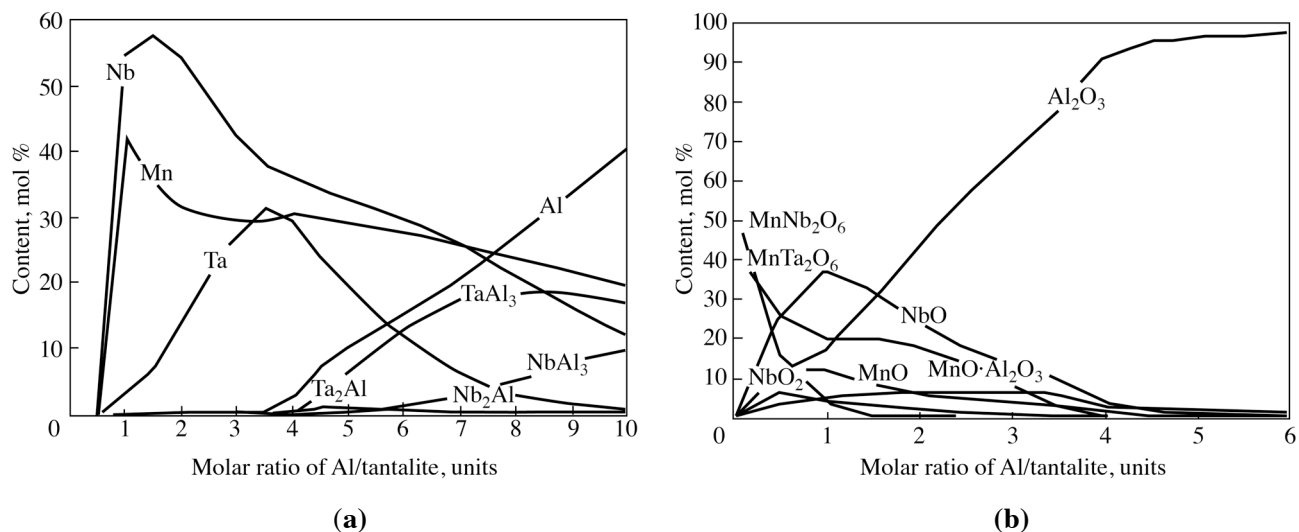 60
50
40
30
20
10
0
Content, mol %
Nb
Mn
Ta
Al
TaAl₃
NbAl₃
Ta₂Al
Nb₂Al
1 2 3 4 5 6 7 8 9 10
Molar ratio of Al/tantalite, units
(a)
100
90
80
70
60
50
40
30
20
10
0
Content, mol %
Al₂O₃
MnNb₂O₆
MnTa₂O₆
NbO
NbO₂
MnO
MnO·Al₂O₃
1 2 3 4 5 6
Molar ratio of Al/tantalite, units
(b)